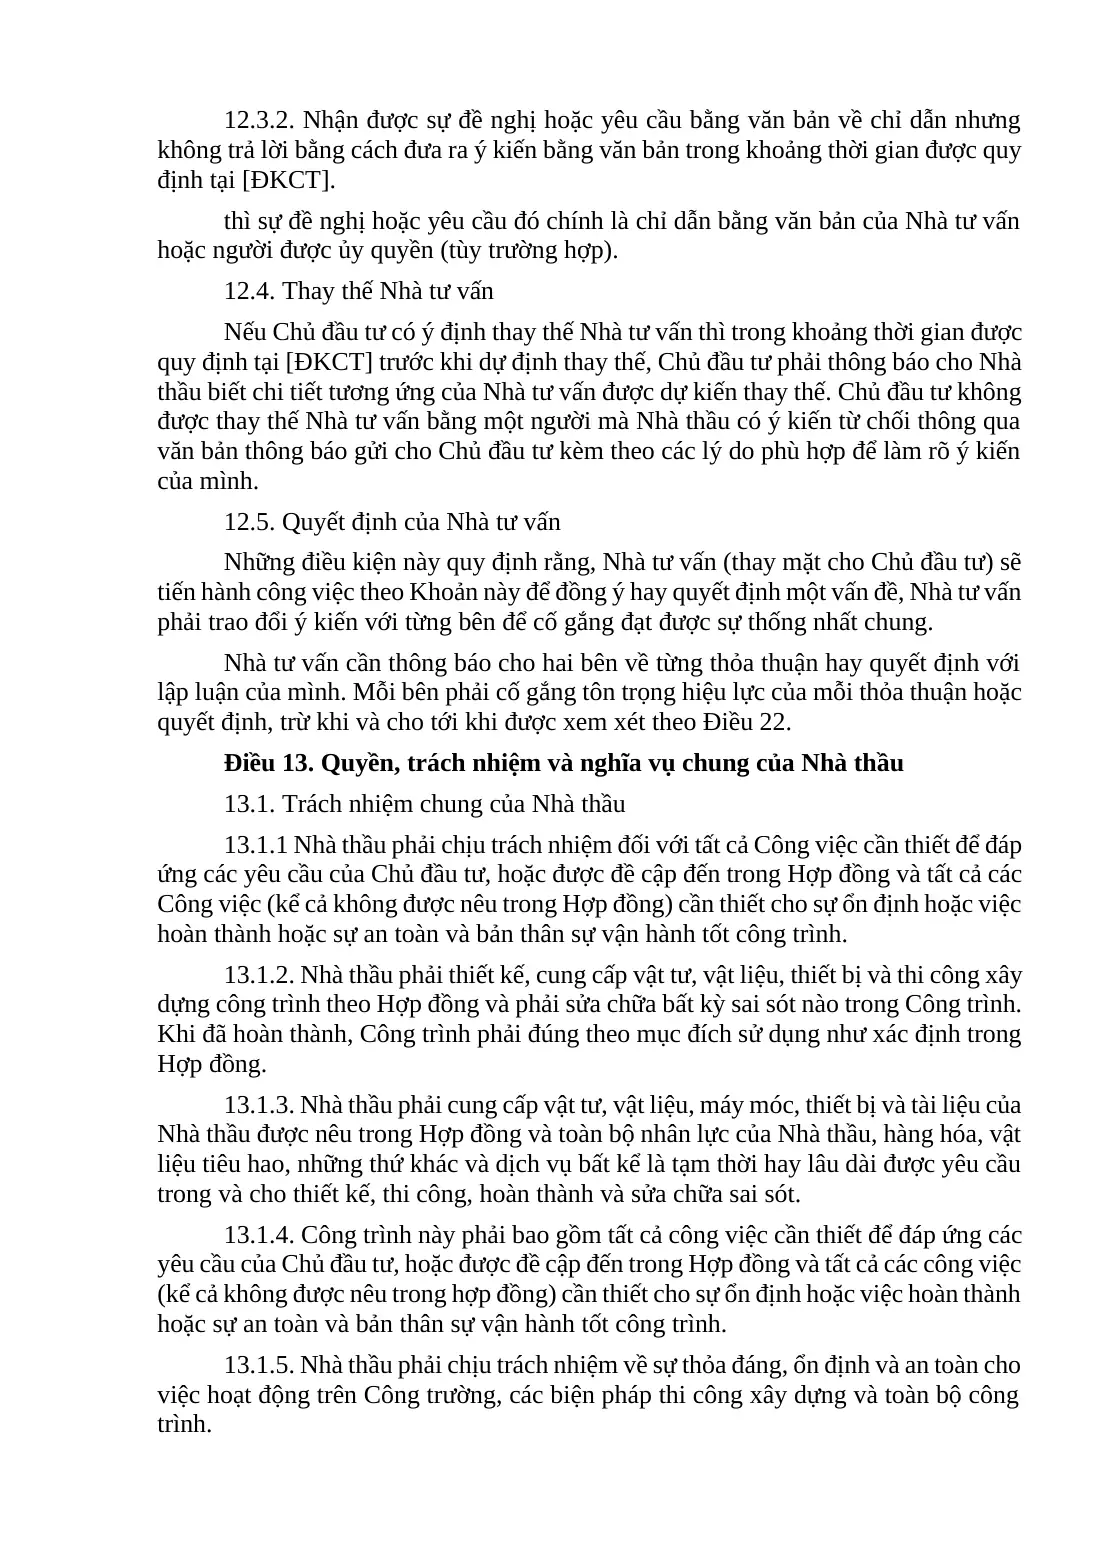 12.3.2. Nhận được sự đề nghị hoặc yêu cầu bằng văn bản về chỉ dẫn nhưng
không trả lời bằng cách đưa ra ý kiến bằng văn bản trong khoảng thời gian được quy
định tại [ĐKCT].
thì sự đề nghị hoặc yêu cầu đó chính là chỉ dẫn bằng văn bản của Nhà tư vấn
hoặc người được ủy quyền (tùy trường hợp).
12.4. Thay thế Nhà tư vấn
Nếu Chủ đầu tư có ý định thay thế Nhà tư vấn thì trong khoảng thời gian được
quy định tại [ĐKCT] trước khi dự định thay thế, Chủ đầu tư phải thông báo cho Nhà
thầu biết chi tiết tương ứng của Nhà tư vấn được dự kiến thay thế. Chủ đầu tư không
được thay thế Nhà tư vấn bằng một người mà Nhà thầu có ý kiến từ chối thông qua
văn bản thông báo gửi cho Chủ đầu tư kèm theo các lý do phù hợp để làm rõ ý kiến
của mình.
12.5. Quyết định của Nhà tư vấn
Những điều kiện này quy định rằng, Nhà tư vấn (thay mặt cho Chủ đầu tư) sẽ
tiến hành công việc theo Khoản này để đồng ý hay quyết định một vấn đề, Nhà tư vấn
phải trao đổi ý kiến với từng bên để cố gắng đạt được sự thống nhất chung.
Nhà tư vấn cần thông báo cho hai bên về từng thỏa thuận hay quyết định với
lập luận của mình. Mỗi bên phải cố gắng tôn trọng hiệu lực của mỗi thỏa thuận hoặc
quyết định, trừ khi và cho tới khi được xem xét theo Điều 22.
Điều 13. Quyền, trách nhiệm và nghĩa vụ chung của Nhà thầu
13.1. Trách nhiệm chung của Nhà thầu
13.1.1 Nhà thầu phải chịu trách nhiệm đối với tất cả Công việc cần thiết để đáp
ứng các yêu cầu của Chủ đầu tư, hoặc được đề cập đến trong Hợp đồng và tất cả các
Công việc (kể cả không được nêu trong Hợp đồng) cần thiết cho sự ổn định hoặc việc
hoàn thành hoặc sự an toàn và bản thân sự vận hành tốt công trình.
13.1.2. Nhà thầu phải thiết kế, cung cấp vật tư, vật liệu, thiết bị và thi công xây
dựng công trình theo Hợp đồng và phải sửa chữa bất kỳ sai sót nào trong Công trình.
Khi đã hoàn thành, Công trình phải đúng theo mục đích sử dụng như xác định trong
Hợp đồng.
13.1.3. Nhà thầu phải cung cấp vật tư, vật liệu, máy móc, thiết bị và tài liệu của
Nhà thầu được nêu trong Hợp đồng và toàn bộ nhân lực của Nhà thầu, hàng hóa, vật
liệu tiêu hao, những thứ khác và dịch vụ bất kể là tạm thời hay lâu dài được yêu cầu
trong và cho thiết kế, thi công, hoàn thành và sửa chữa sai sót.
13.1.4. Công trình này phải bao gồm tất cả công việc cần thiết để đáp ứng các
yêu cầu của Chủ đầu tư, hoặc được đề cập đến trong Hợp đồng và tất cả các công việc
(kể cả không được nêu trong hợp đồng) cần thiết cho sự ổn định hoặc việc hoàn thành
hoặc sự an toàn và bản thân sự vận hành tốt công trình.
13.1.5. Nhà thầu phải chịu trách nhiệm về sự thỏa đáng, ổn định và an toàn cho
việc hoạt động trên Công trường, các biện pháp thi công xây dựng và toàn bộ công
trình.